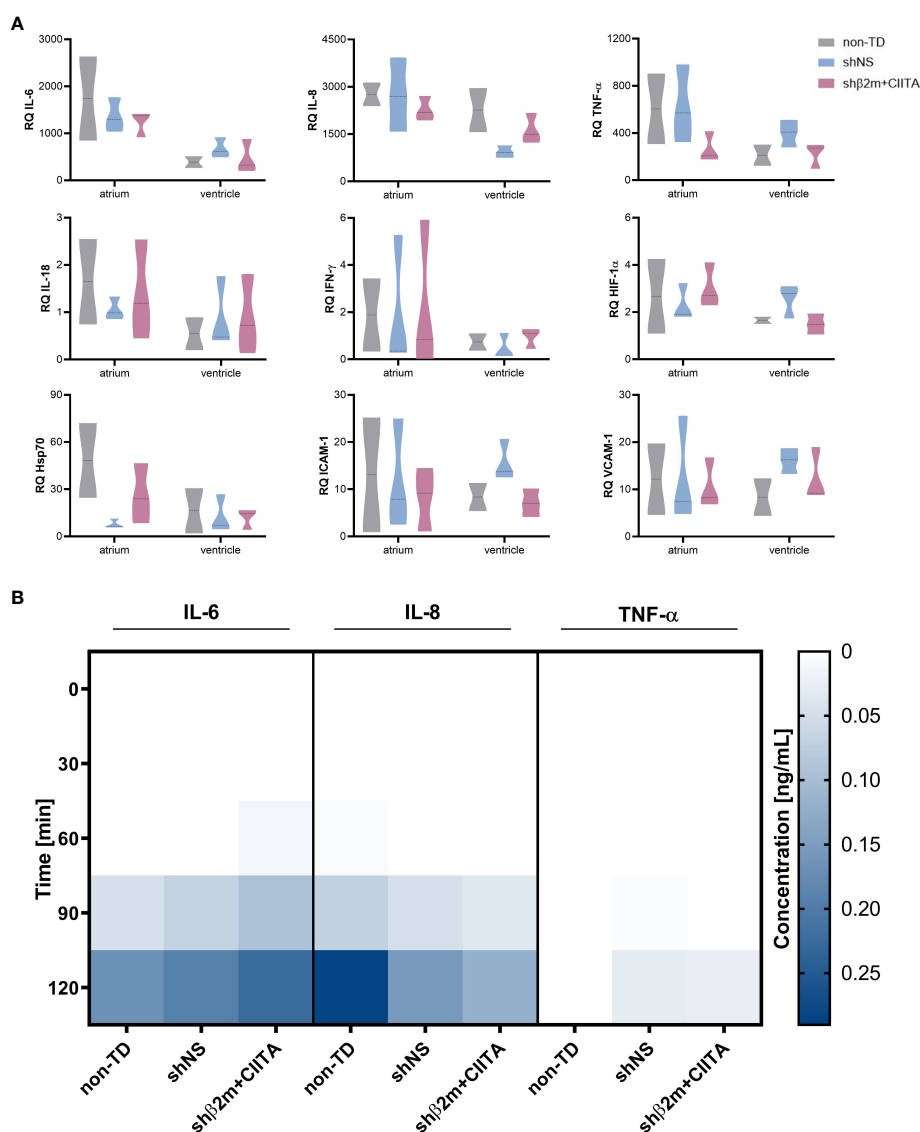 A
non-TD
shNS
shβ2m+CIITA
RQ IL-6
3000
2000
1000
0
atrium ventricle
RQ IL-8
4500
3000
1500
0
atrium ventricle
RQ TNF-α
1200
800
400
0
atrium ventricle
RQ IL-18
3
2
1
0
atrium ventricle
RQ IFN-γ
6
4
2
0
atrium ventricle
RQ HIF-1α
6
4
2
0
atrium ventricle
RQ Hsp70
90
60
30
0
atrium ventricle
RQ ICAM-1
30
20
10
0
atrium ventricle
RQ VCAM-1
30
20
10
0
atrium ventricle
B
IL-6 IL-8 TNF-α
Time [min]
0
30
60
90
120
non-TD shNS shβ2m+CIITA non-TD shNS shβ2m+CIITA non-TD shNS shβ2m+CIITA
Concentration [ng/mL]
0
0.05
0.10
0.15
0.20
0.25